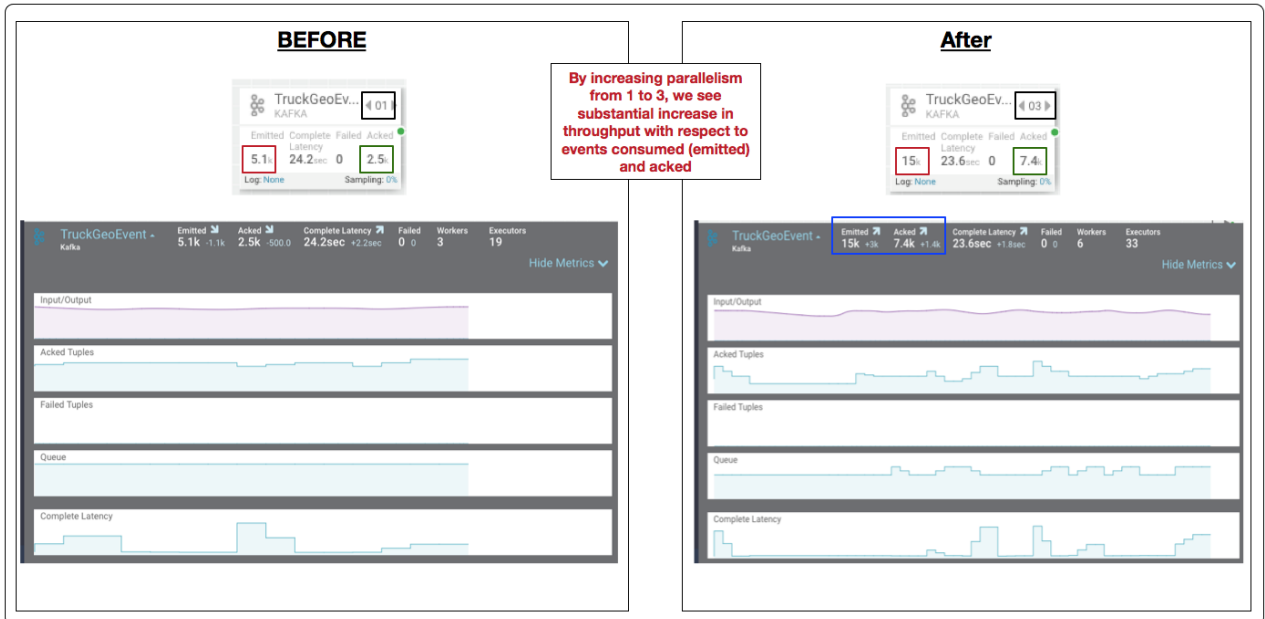 BEFORE
TruckGeoEv...
01
KAFKA
Emitted Complete Latency Failed Acked
5.1k 24.2sec 0 2.5k
Log: None Sampling: 0%
TruckGeoEvent
Kafka
Emitted Acked Complete Latency Failed Workers Executors
5.1k -1.1k 2.5k -500.0 24.2sec +2.2sec 0 0 3 19
Hide Metrics
Input/Output
Acked Tuples
Failed Tuples
Queue
Complete Latency
By increasing parallelism
from 1 to 3, we see
substantial increase in
throughput with respect to
events consumed (emitted)
and acked
After
TruckGeoEv...
03
KAFKA
Emitted Complete Latency Failed Acked
15k 23.6sec 0 7.4k
Log: None Sampling: 0%
TruckGeoEvent
Kafka
Emitted Acked Complete Latency Failed Workers Executors
15k +3k 7.4k +1.4k 23.6sec +1.8sec 0 0 6 33
Hide Metrics
Input/Output
Acked Tuples
Failed Tuples
Queue
Complete Latency